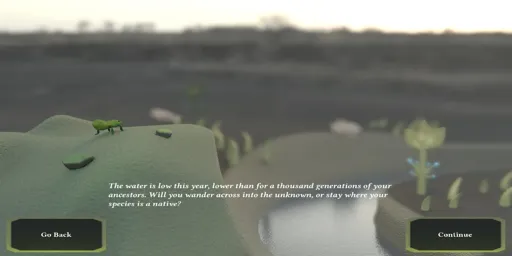 The water is low this year, lower than for a thousand generations of your
ancestors. Will you wander across into the unknown, or stay where your
species is a native?
Go Back
Continue